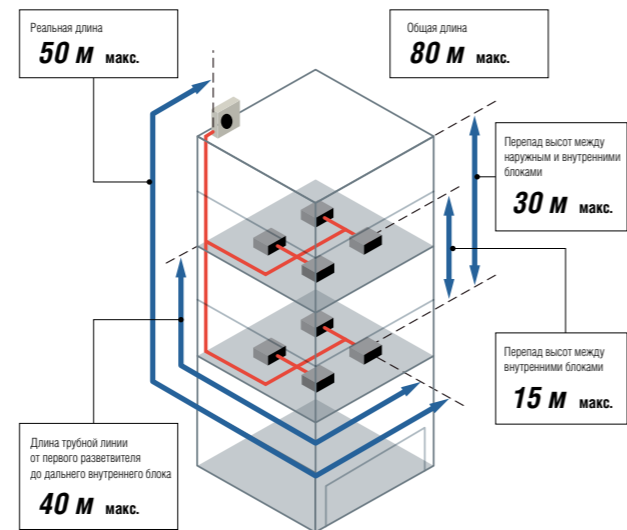 Реальная длина
50 м макс.
Общая длина
80 м макс.
Перепад высот между
наружным и внутренними
блоками
30 м макс.
Перепад высот между
внутренними блоками
15 м макс.
Длина трубной линии
от первого разветвителя
до дальнего внутреннего блока
40 м макс.